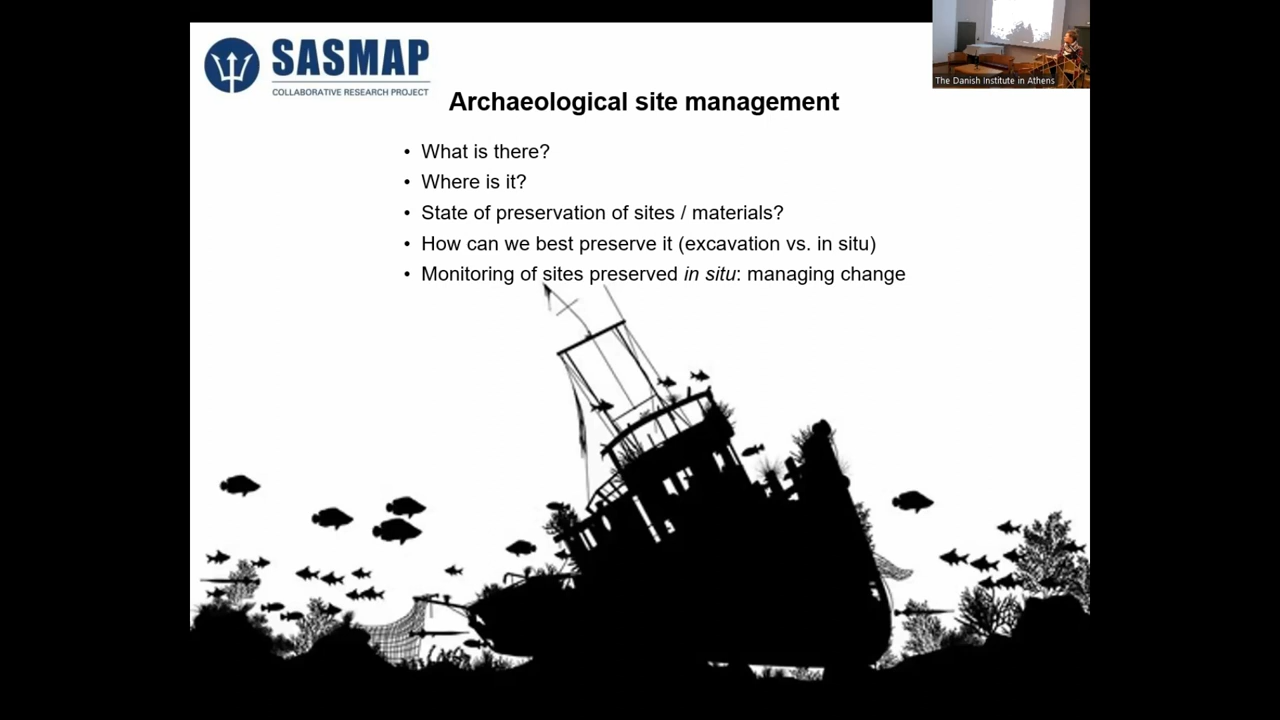 SASMAP
COLLABORATIVE RESEARCH PROJECT
The Danish Institute in Athens
Archaeological site management
• What is there?
• Where is it?
• State of preservation of sites / materials?
• How can we best preserve it (excavation vs. in situ)
• Monitoring of sites preserved in situ: managing change